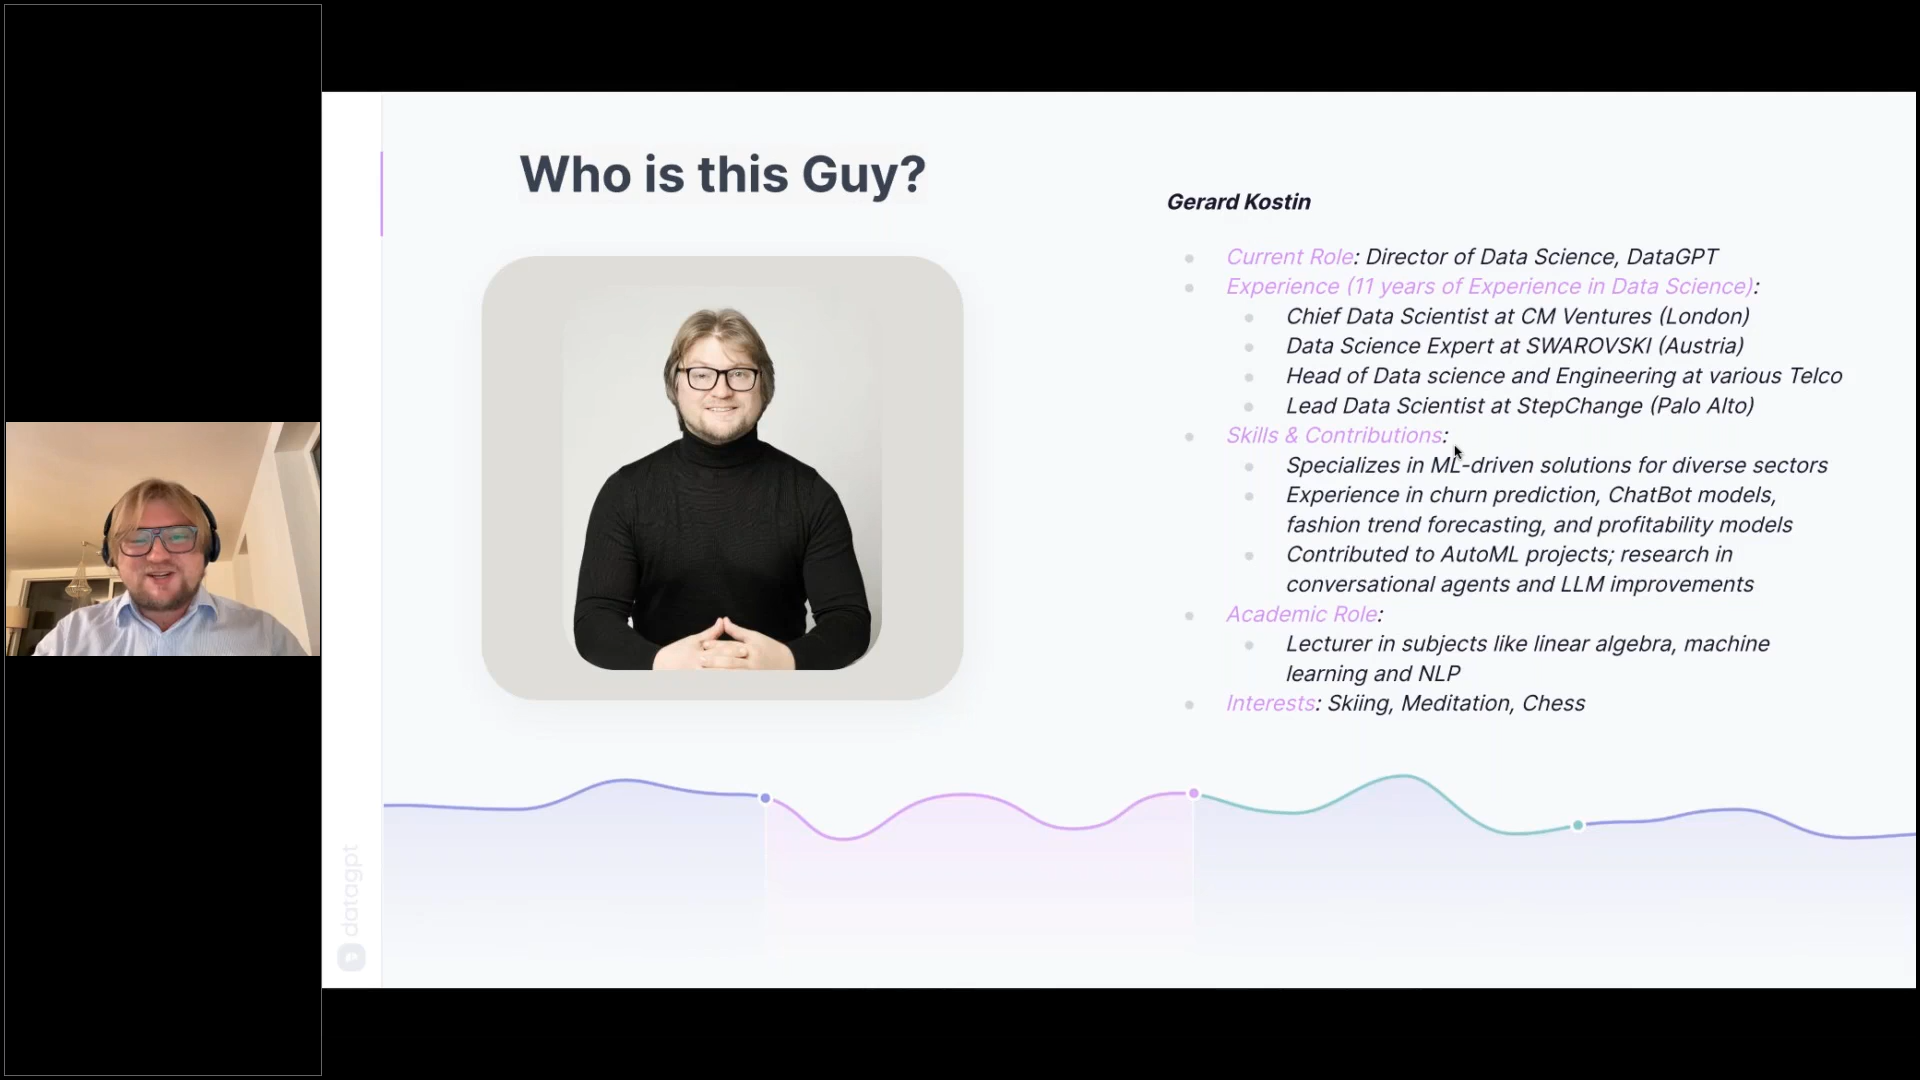 Who is this Guy?
Gerard Kostin
Current Role: Director of Data Science, DataGPT
Experience (11 years of Experience in Data Science):
Chief Data Scientist at CM Ventures (London)
Data Science Expert at SWAROVSKI (Austria)
Head of Data science and Engineering at various Telco
Lead Data Scientist at StepChange (Palo Alto)
Skills & Contributions:
Specializes in ML-driven solutions for diverse sectors
Experience in churn prediction, ChatBot models,
fashion trend forecasting, and profitability models
Contributed to AutoML projects; research in
conversational agents and LLM improvements
Academic Role:
Lecturer in subjects like linear algebra, machine
learning and NLP
Interests: Skiing, Meditation, Chess
datagpt